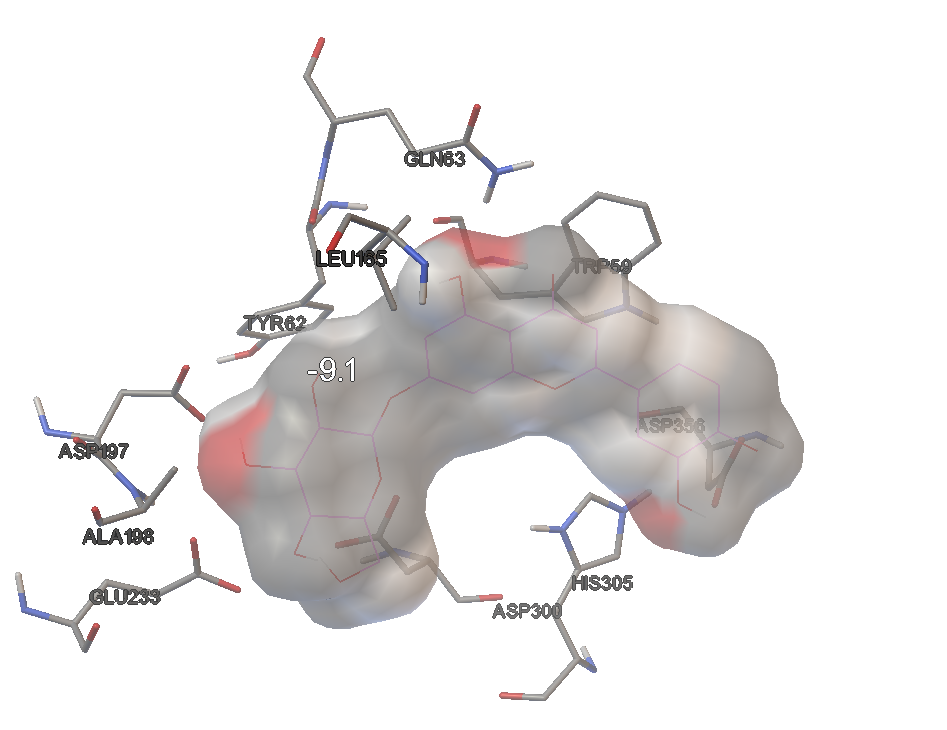 GLN63
LEU165
TRP59
TYR62
-9.1
ASP356
ASP197
ALA198
HIS305
GLU233
ASP300